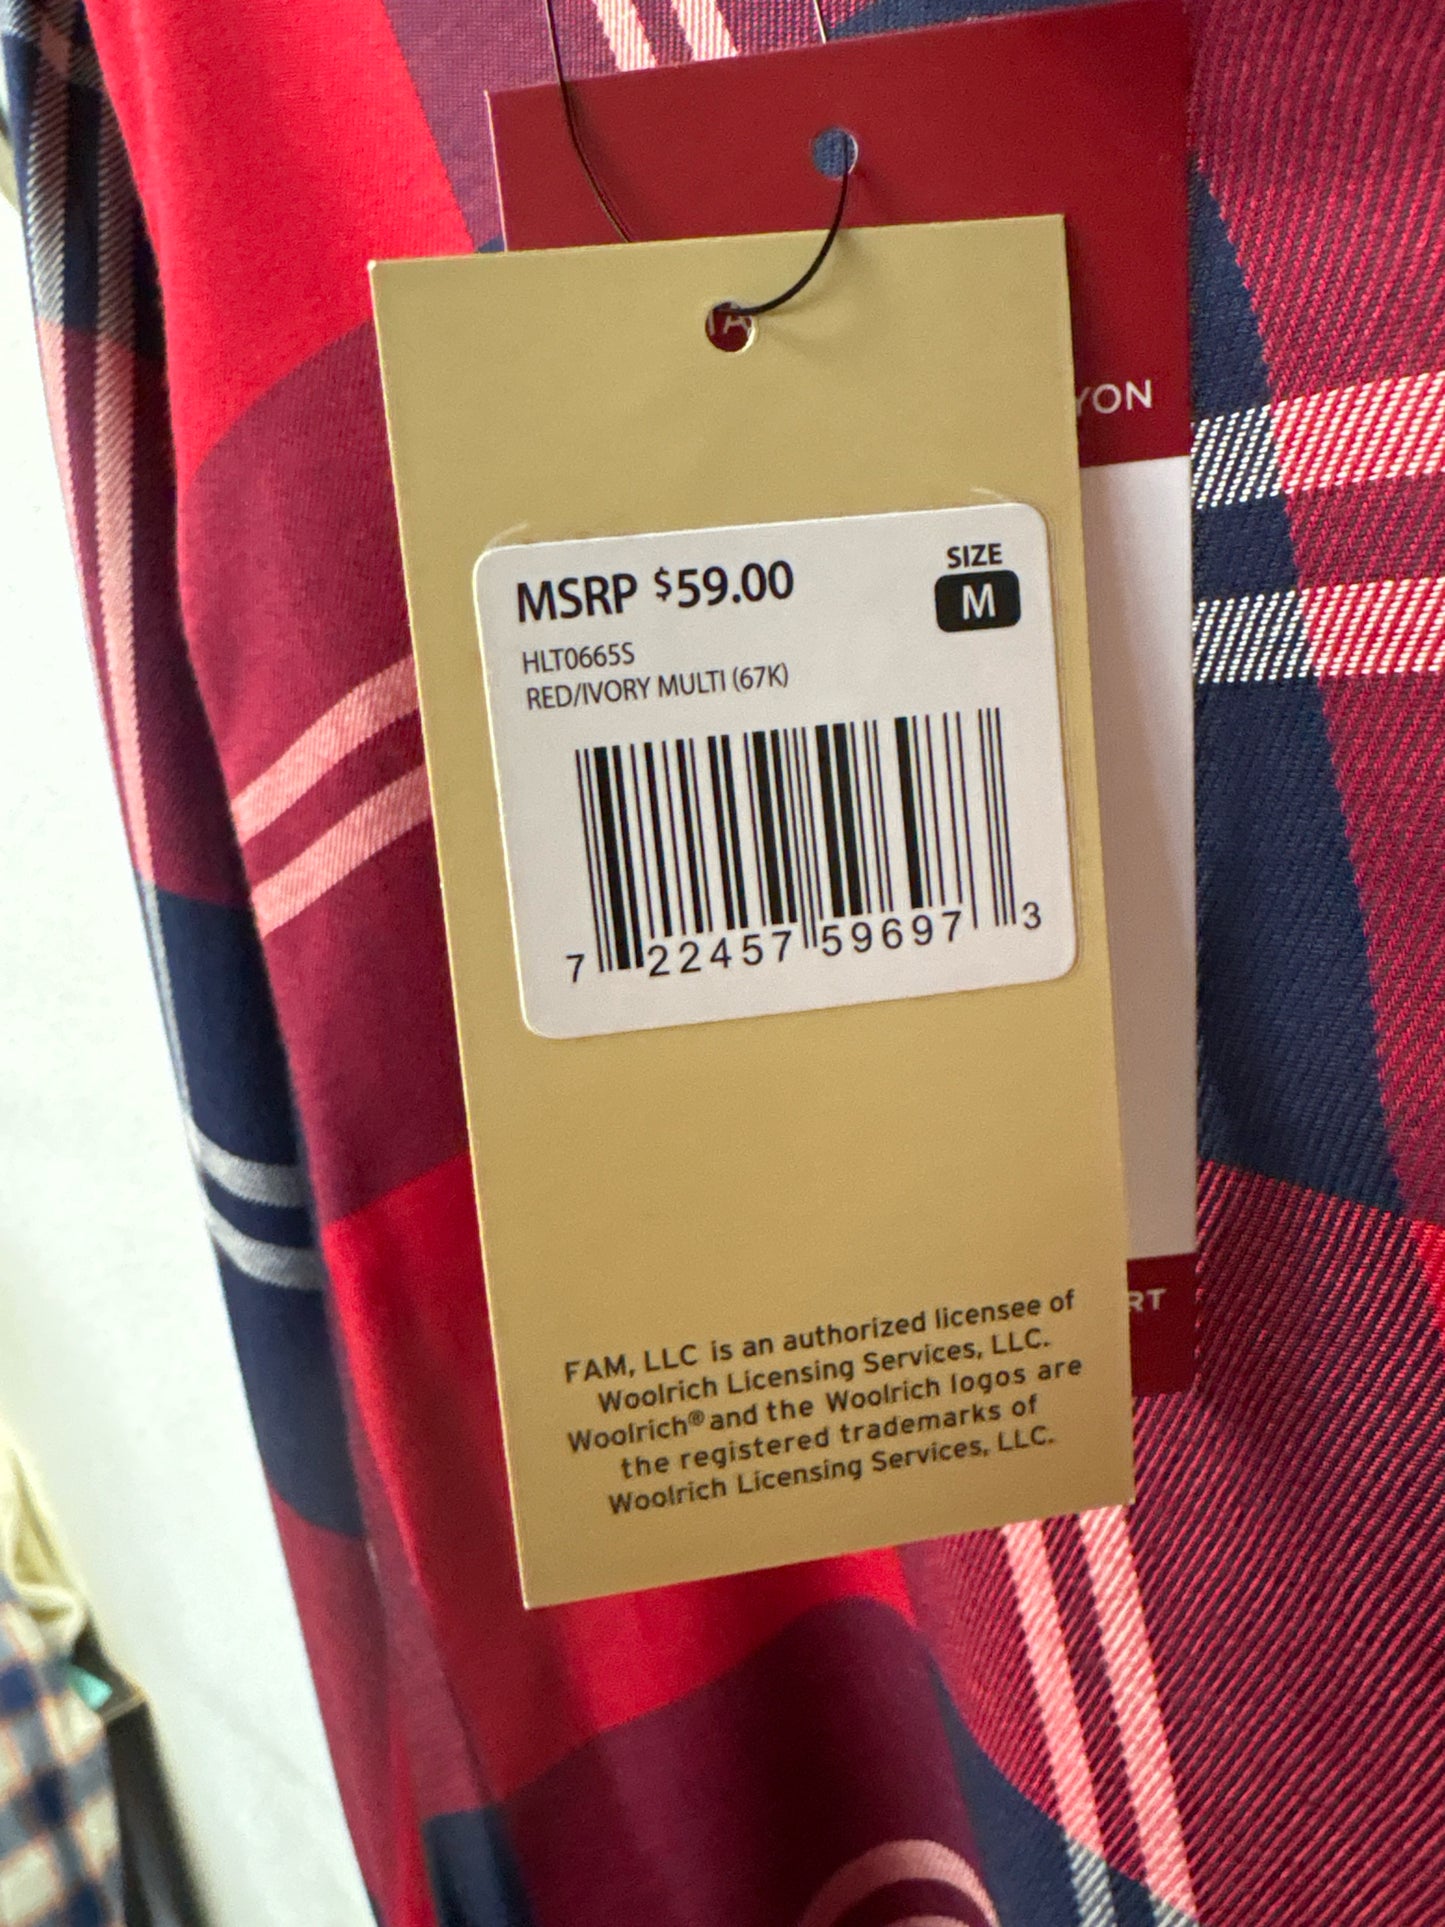 YON
MSRP $59.00
SIZE
M
HLT0665S
RED/IVORY MULTI (67K)
7 22457 59697 3
RT
FAM, LLC is an authorized licensee of
Woolrich Licensing Services, LLC.
Woolrich® and the Woolrich logos are
the registered trademarks of
Woolrich Licensing Services, LLC.